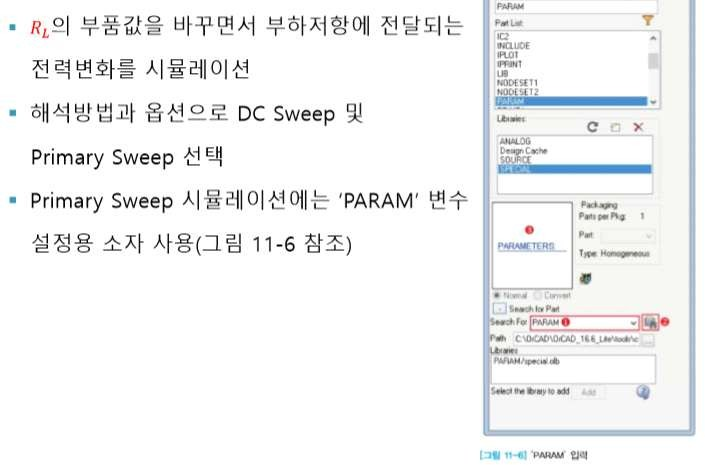 ▪ R_L의 부품값을 바꾸면서 부하저항에 전달되는
전력변화를 시뮬레이션
▪ 해석방법과 옵션으로 DC Sweep 및
Primary Sweep 선택
▪ Primary Sweep 시뮬레이션에는 ‘PARAM’ 변수
설정용 소자 사용(그림 11-6 참조)
PARAM
Part List:
IC2
INCLUDE
IPLOT
IPRINT
LIB
NODESET1
NODESET2
PARAM
Libraries:
ANALOG
Design Cache
SOURCE
SPECIAL
Packaging
Parts per Pkg: 1
Part:
Type: Homogeneous
❸
PARAMETERS:
Normal Convert
- Search for Part
Search For: PARAM ❶ ❷
Path C:\OrCAD\OrCAD_16.6_Lite\tools\c ...
Libraries:
PARAM/special.olb
Select the library to add Add
[그림 11-6] 'PARAM' 입력